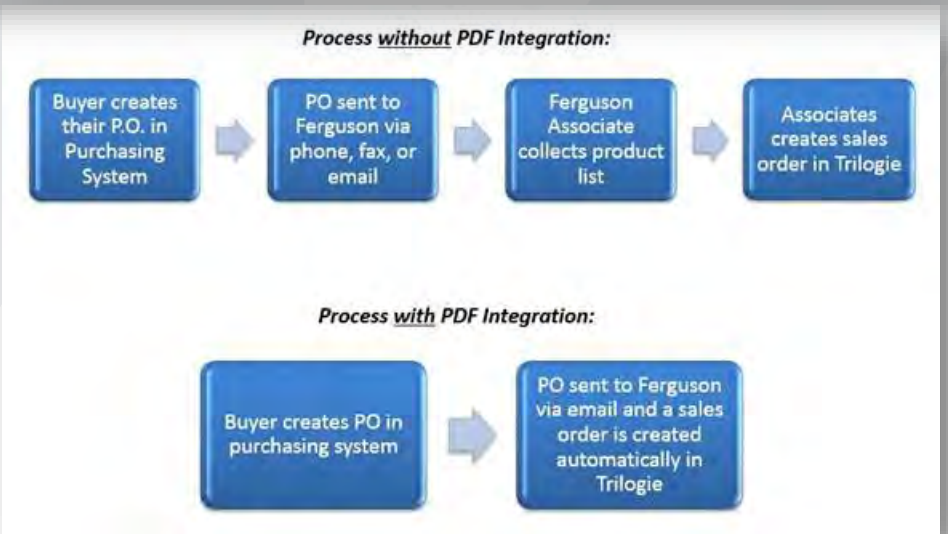 Process without PDF Integration:
Buyer creates
their P.O. in
Purchasing
System
PO sent to
Ferguson via
phone, fax, or
email
Ferguson
Associate
collects product
list
Associates
creates sales
order in Trilogie
Process with PDF Integration:
Buyer creates PO in
purchasing system
PO sent to Ferguson
via email and a sales
order is created
automatically in
Trilogie